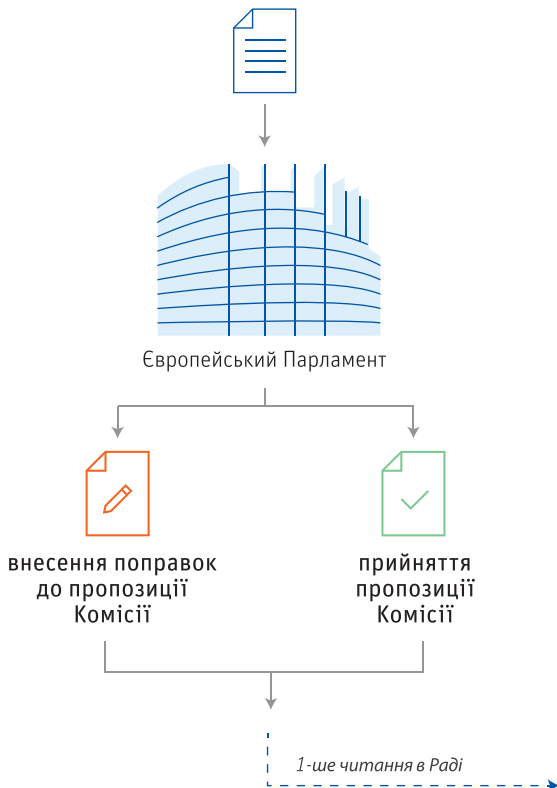 Європейський Парламент
внесення поправок
до пропозиції
Комісії
прийняття
пропозиції
Комісії
1-ше читання в Раді